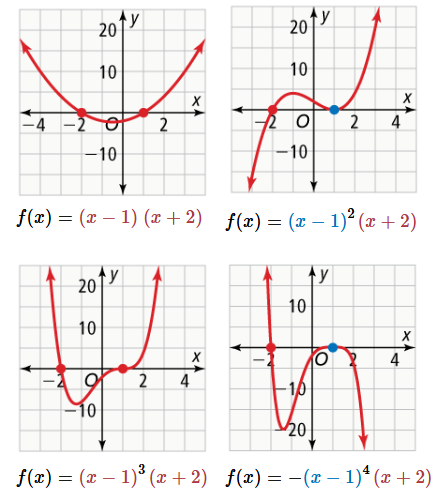 20
y
10
x
−4
−2
O
2
−10
f(x) = (x − 1) (x + 2)
20
y
10
x
−2
O
2
4
−10
f(x) = (x − 1)² (x + 2)
20
y
10
x
−2
O
2
4
−10
f(x) = (x − 1)³ (x + 2)
y
10
x
−2
O
2
4
−10
−20
f(x) = −(x − 1)⁴ (x + 2)